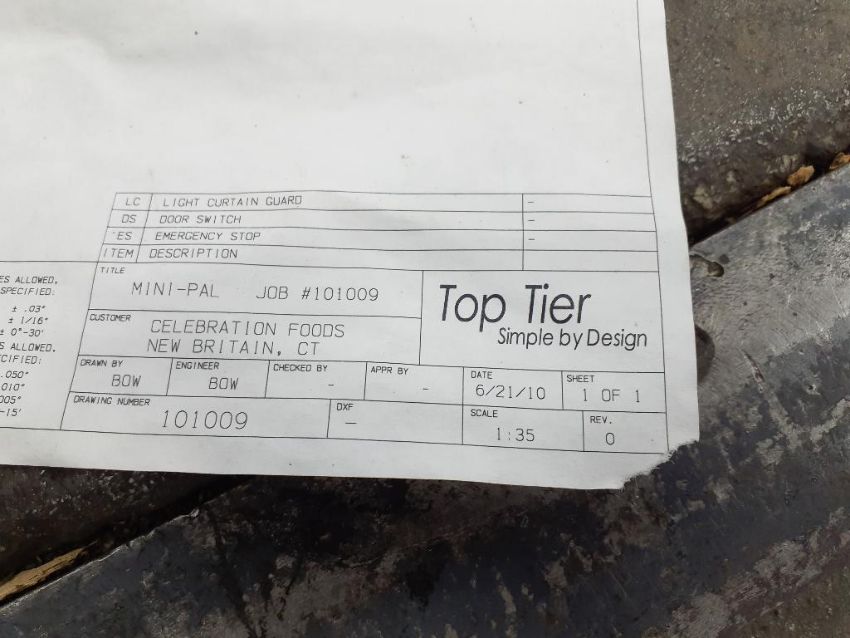 LC LIGHT CURTAIN GUARD -
DS DOOR SWITCH -
ES EMERGENCY STOP -
ITEM DESCRIPTION
TITLE
MINI-PAL JOB #101009
CUSTOMER
CELEBRATION FOODS
NEW BRITAIN, CT
Top Tier
Simple by Design
ES ALLOWED,
SPECIFIED:
± .03"
± 1/16"
± 0°-30'
S ALLOWED.
CIFIED:
.050"
.010"
005"
-15'
DRAWN BY
BOW
ENGINEER
BOW
CHECKED BY
-
APPR BY
-
DATE
6/21/10
SHEET
1 OF 1
DRAWING NUMBER
101009
DXF
-
SCALE
1:35
REV.
0